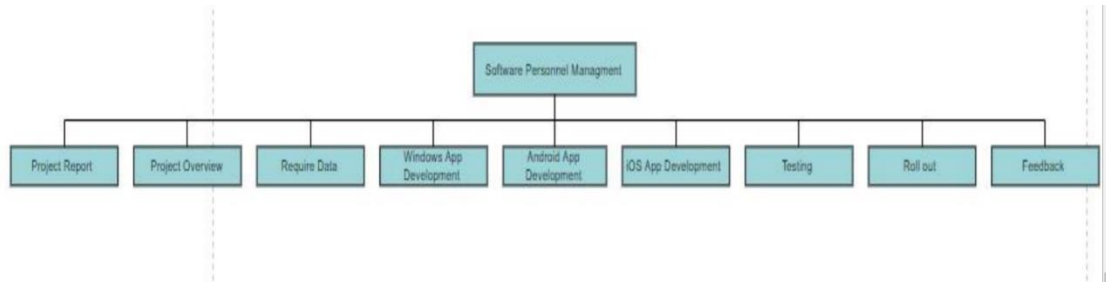 Software Personnel Managment
Project Report
Project Overview
Require Data
Windows App
Development
Android App
Development
iOS App Development
Testing
Roll out
Feedback